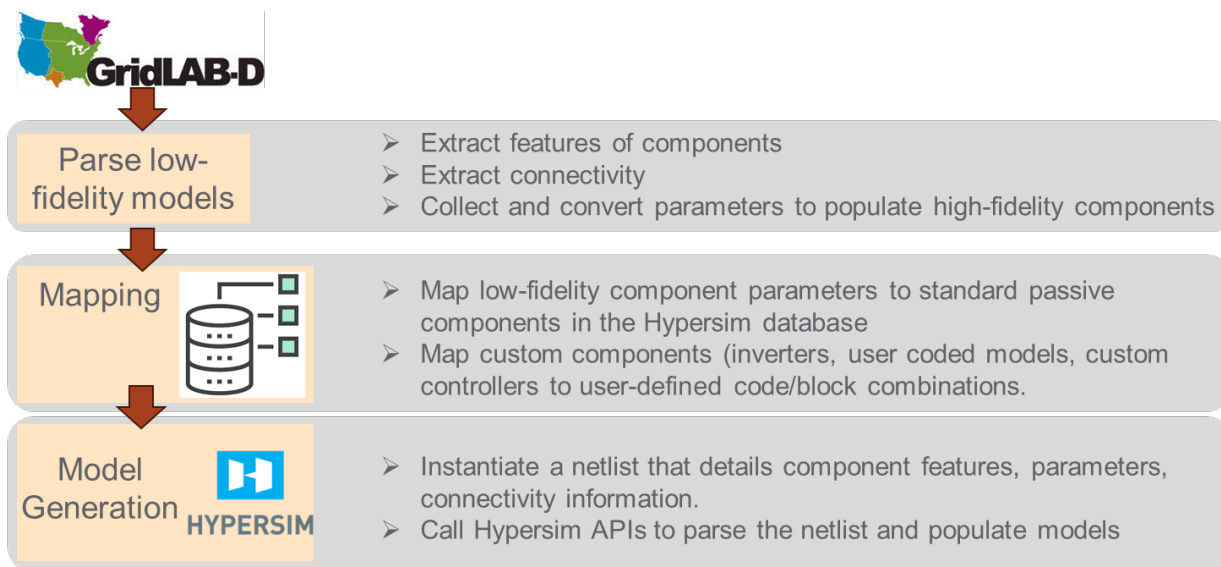 GridLAB-D
Parse low-
fidelity models
➢ Extract features of components
➢ Extract connectivity
➢ Collect and convert parameters to populate high-fidelity components
Mapping
➢ Map low-fidelity component parameters to standard passive
components in the Hypersim database
➢ Map custom components (inverters, user coded models, custom
controllers to user-defined code/block combinations.
Model
Generation
HYPERSIM
➢ Instantiate a netlist that details component features, parameters,
connectivity information.
➢ Call Hypersim APIs to parse the netlist and populate models